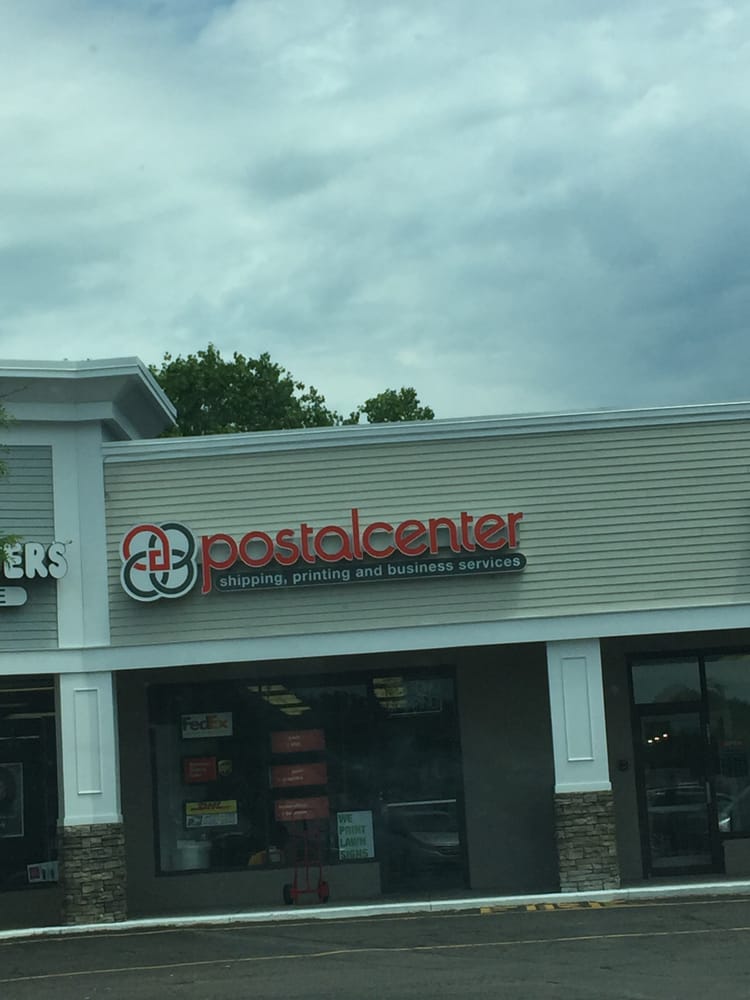 ERS
E
postalcenter
shipping, printing and business services
FedEx
DHL
WE
PRINT
LAWN
SIGNS